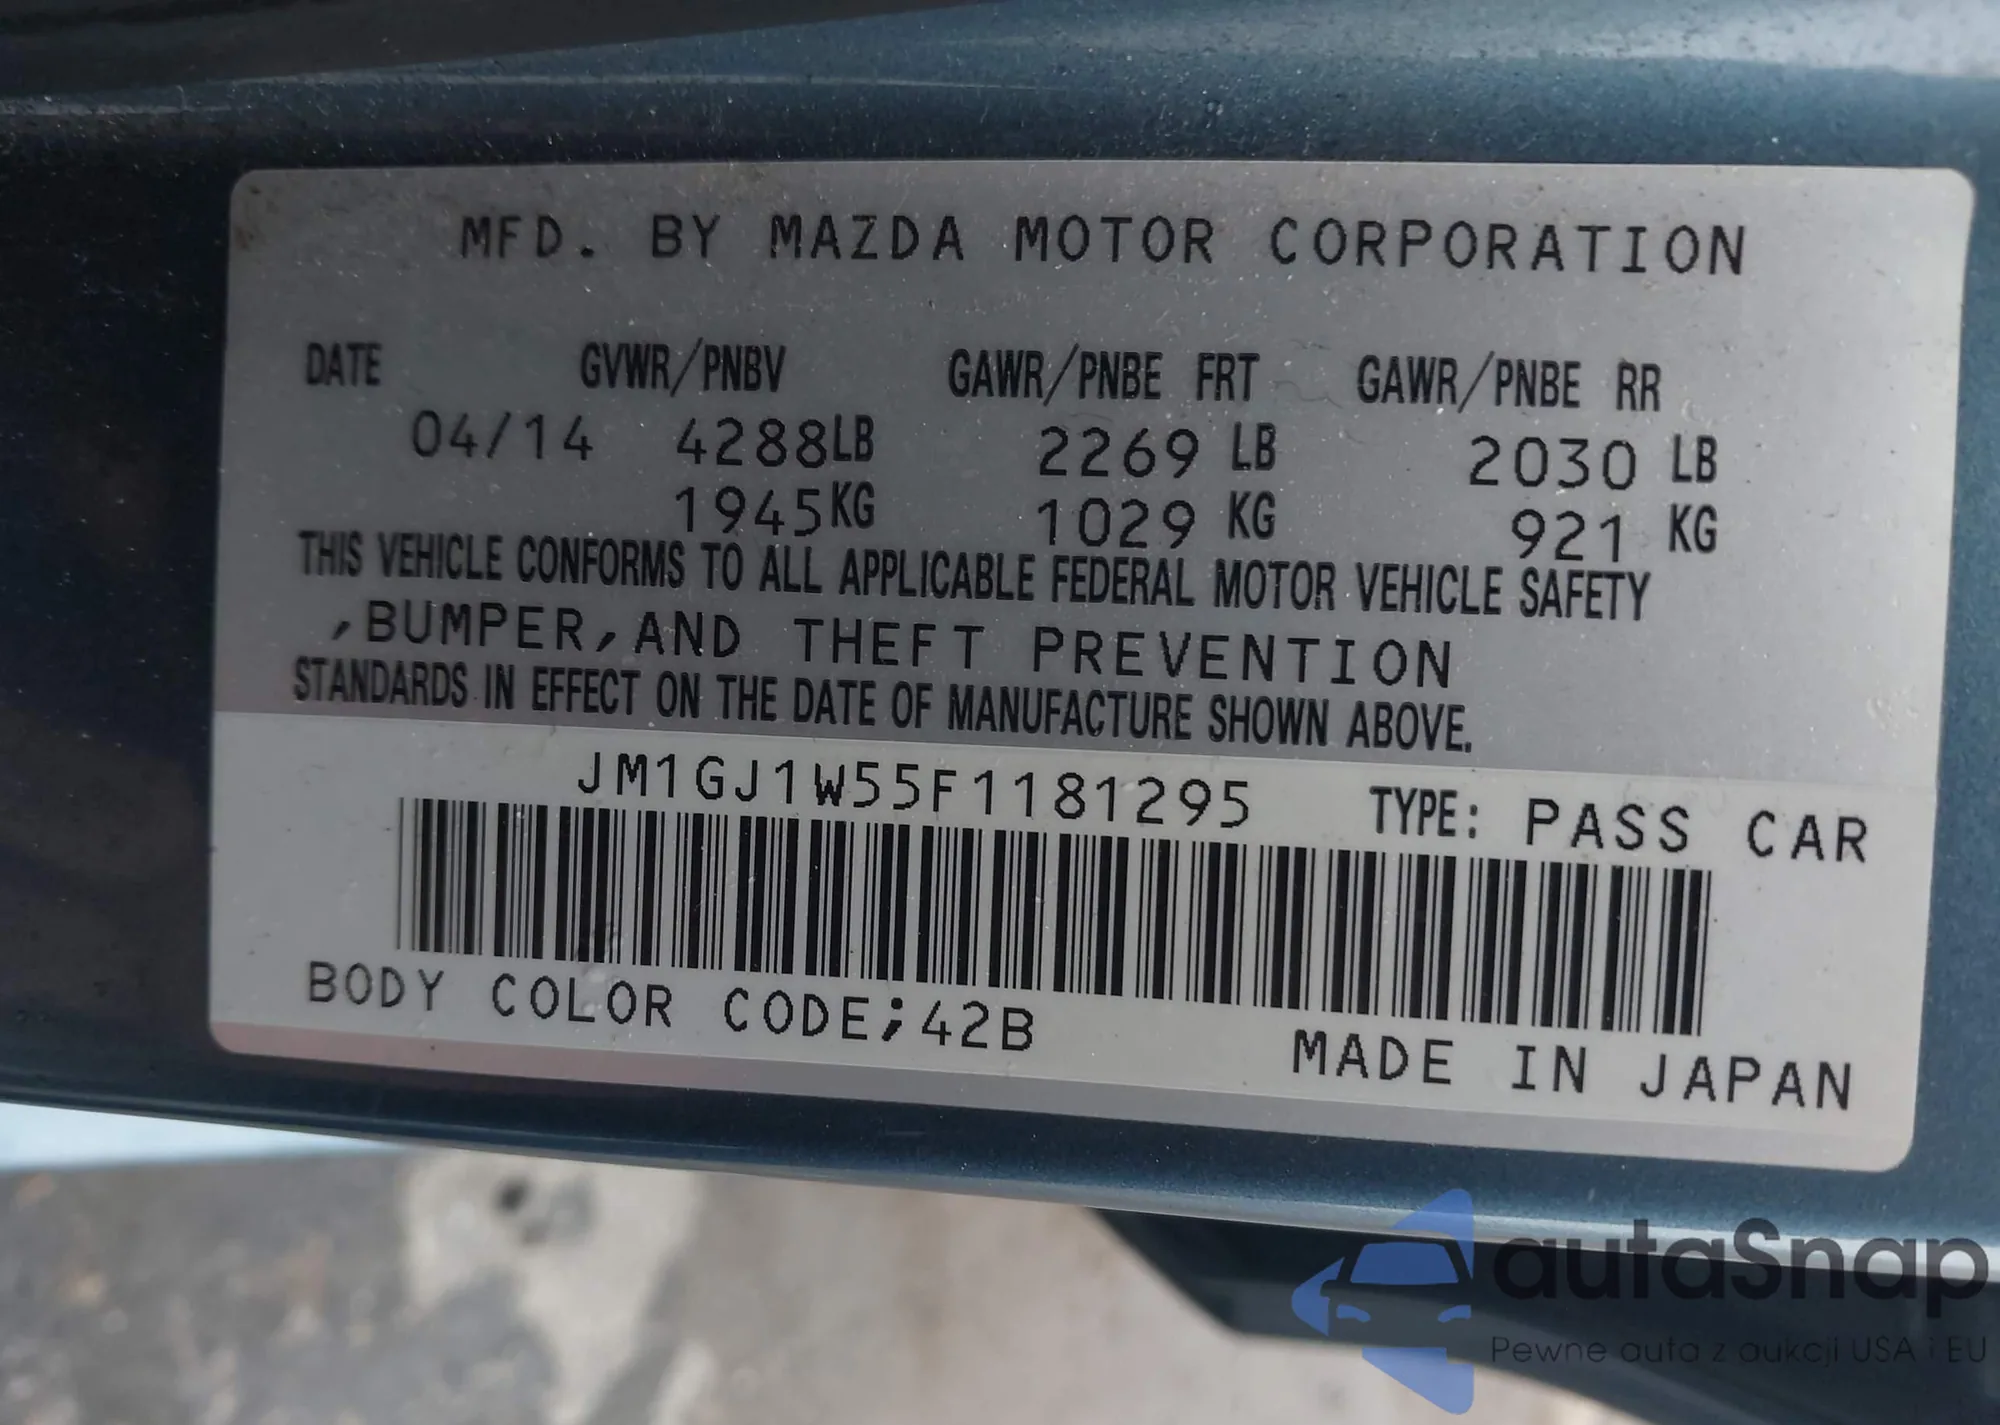 MFD. BY MAZDA MOTOR CORPORATION
DATE GVWR/PNBV GAWR/PNBE FRT GAWR/PNBE RR
04/14 4288LB 2269 LB 2030 LB
1945KG 1029 KG 921 KG
THIS VEHICLE CONFORMS TO ALL APPLICABLE FEDERAL MOTOR VEHICLE SAFETY
,BUMPER,AND THEFT PREVENTION
STANDARDS IN EFFECT ON THE DATE OF MANUFACTURE SHOWN ABOVE.
JM1GJ1W55F1181295 TYPE: PASS CAR
BODY COLOR CODE;42B
MADE IN JAPAN
autaSnap
Pewne auta z aukcji USA i EU